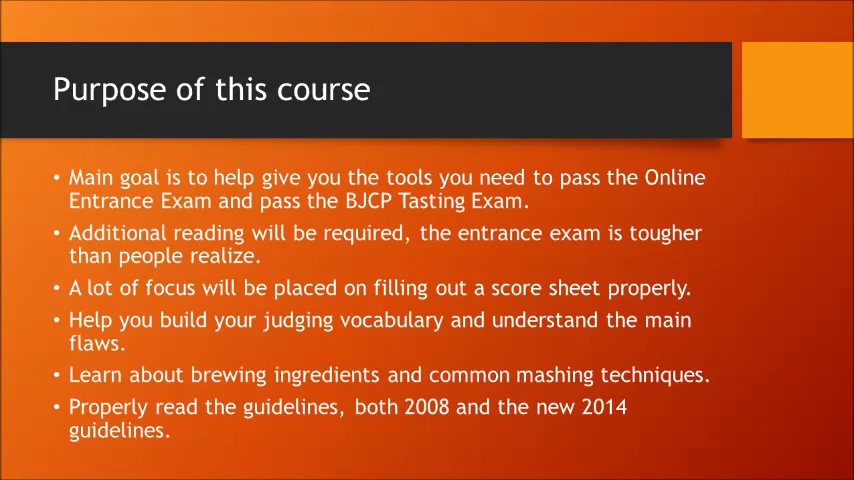 Purpose of this course
• Main goal is to help give you the tools you need to pass the Online
Entrance Exam and pass the BJCP Tasting Exam.
• Additional reading will be required, the entrance exam is tougher
than people realize.
• A lot of focus will be placed on filling out a score sheet properly.
• Help you build your judging vocabulary and understand the main
flaws.
• Learn about brewing ingredients and common mashing techniques.
• Properly read the guidelines, both 2008 and the new 2014
guidelines.